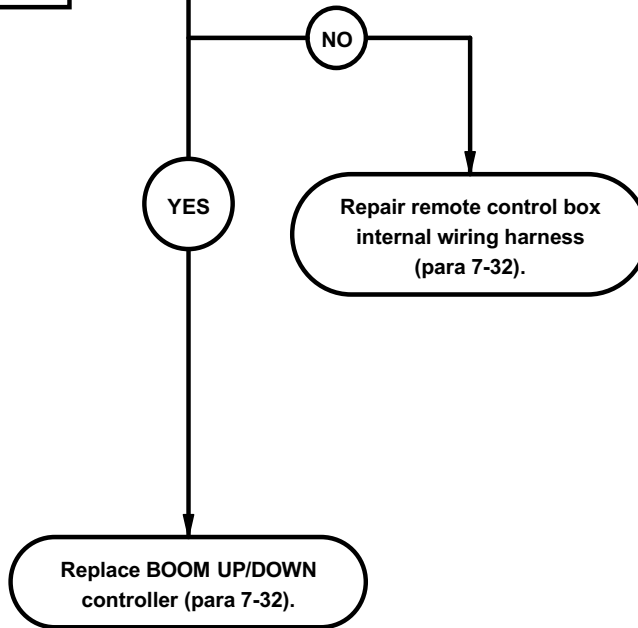 NO
YES
Repair remote control box
internal wiring harness
(para 7-32).
Replace BOOM UP/DOWN
controller (para 7-32).